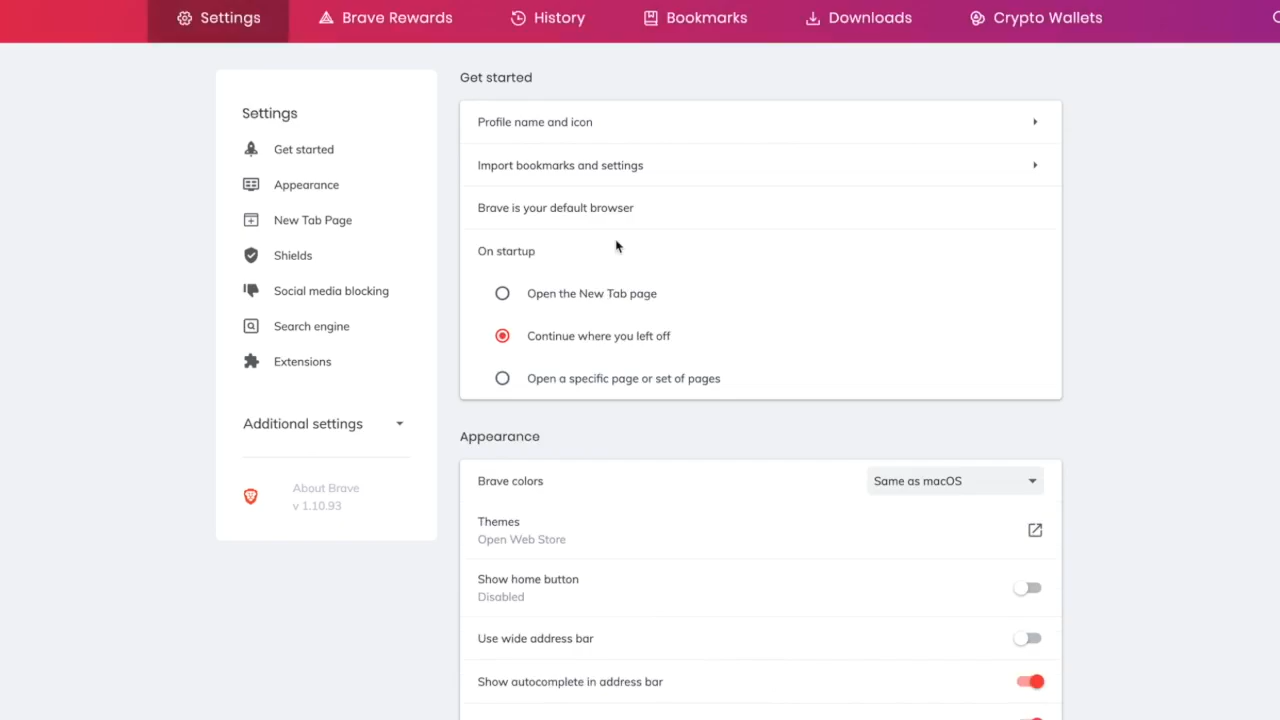 Settings
Brave Rewards
History
Bookmarks
Downloads
Crypto Wallets
Settings
Get started
Appearance
New Tab Page
Shields
Social media blocking
Search engine
Extensions
Additional settings
About Brave
v 1.10.93
Get started
Profile name and icon
Import bookmarks and settings
Brave is your default browser
On startup
Open the New Tab page
Continue where you left off
Open a specific page or set of pages
Appearance
Brave colors
Same as macOS
Themes
Open Web Store
Show home button
Disabled
Use wide address bar
Show autocomplete in address bar